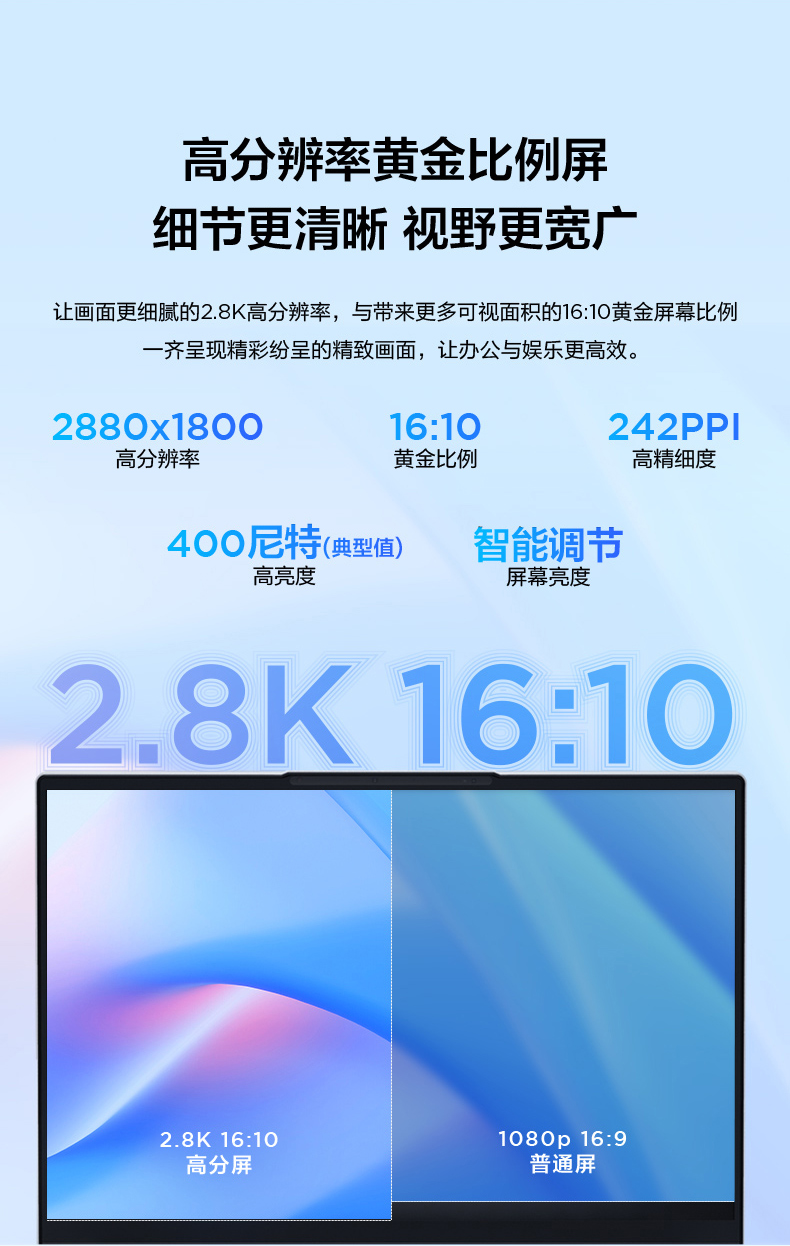 高分辨率黄金比例屏
细节更清晰 视野更宽广
让画面更细腻的2.8K高分辨率，与带来更多可视面积的16:10黄金屏幕比例
一齐呈现精彩纷呈的精致画面，让办公与娱乐更高效。
2880x1800 16:10 242PPI
高分辨率 黄金比例 高精细度
400尼特(典型值) 智能调节
高亮度 屏幕亮度
2.8K 16:10
2.8K 16:10 1080p 16:9
高分屏 普通屏